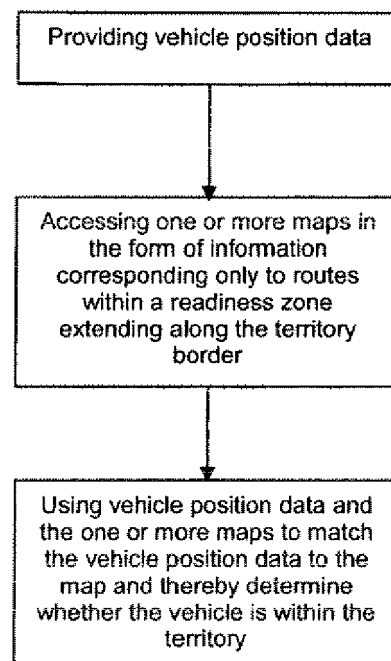 Providing vehicle position data
Accessing one or more maps in
the form of information
corresponding only to routes
within a readiness zone
extending along the territory
border
Using vehicle position data and
the one or more maps to match
the vehicle position data to the
map and thereby determine
whether the vehicle is within the
territory